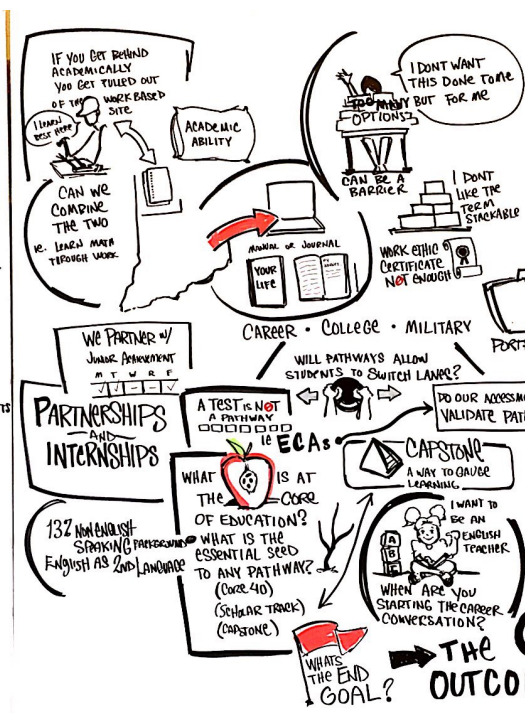 IF YOU GET BEHIND
ACADEMICALLY
YOU GET PULLED OUT
OF THE WORK BASED
SITE
I LEARN
BEST HERE
ACADEMIC
ABILITY
CAN WE
COMBINE
THE TWO
ie. LEARN MATH
THROUGH WORK
MANUAL OR JOURNAL
YOUR
LIFE
I DONT WANT
THIS DONE TO ME
BUT FOR ME
TOO MANY
OPTIONS
CAN BE A
BARRIER
I DONT
LIKE THE
TERM
STACKABLE
WORK ETHIC
CERTIFICATE
NOT ENOUGH
CAREER • COLLEGE • MILITARY
PORT
WE PARTNER W/
JUNIOR ACHIEVEMENT
M T W R F
PARTNERSHIPS
AND
INTERNSHIPS
TS
WILL PATHWAYS ALLOW
STUDENTS TO SWITCH LANES?
A TEST IS NOT
A PATHWAY
ie ECAs
DO OUR ACCESSM
VALIDATE PAT
CAPSTONE
A WAY TO GAUGE
LEARNING
WHAT IS AT
THE CORE
OF EDUCATION?
WHAT IS THE
ESSENTIAL SEED
TO ANY PATHWAY?
(CORE 40)
(SCHOLAR TRACK)
(CAPSTONE)
13% NON ENGLISH
SPEAKING BACKGROUND
ENGLISH AS 2ND LANGUAGE
I WANT TO
BE AN
ENGLISH
TEACHER
A
B
WHEN ARE YOU
STARTING THE CAREER
CONVERSATION?
WHATS
THE END
GOAL?
THE
OUTCO